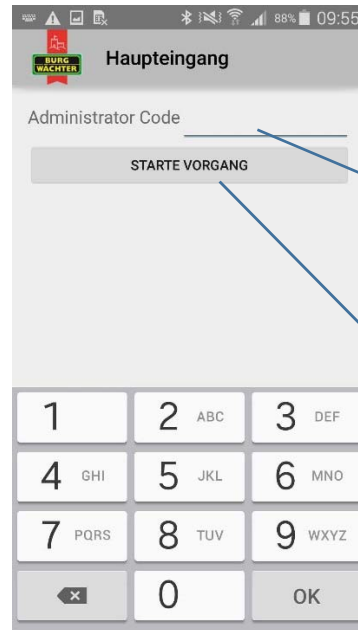 88% 09:55
BURG
WÄCHTER
Haupteingang
Administrator Code
STARTE VORGANG
1 2 ABC 3 DEF
4 GHI 5 JKL 6 MNO
7 PQRS 8 TUV 9 WXYZ
0 OK